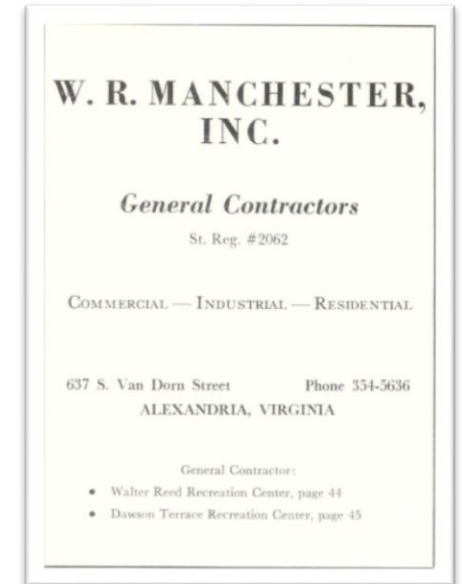 W. R. MANCHESTER,
INC.
General Contractors
St. Reg. #2062
COMMERCIAL — INDUSTRIAL — RESIDENTIAL
637 S. Van Dorn Street Phone 354-5636
ALEXANDRIA, VIRGINIA
General Contractor:
• Walter Reed Recreation Center, page 44
• Dawson Terrace Recreation Center, page 45